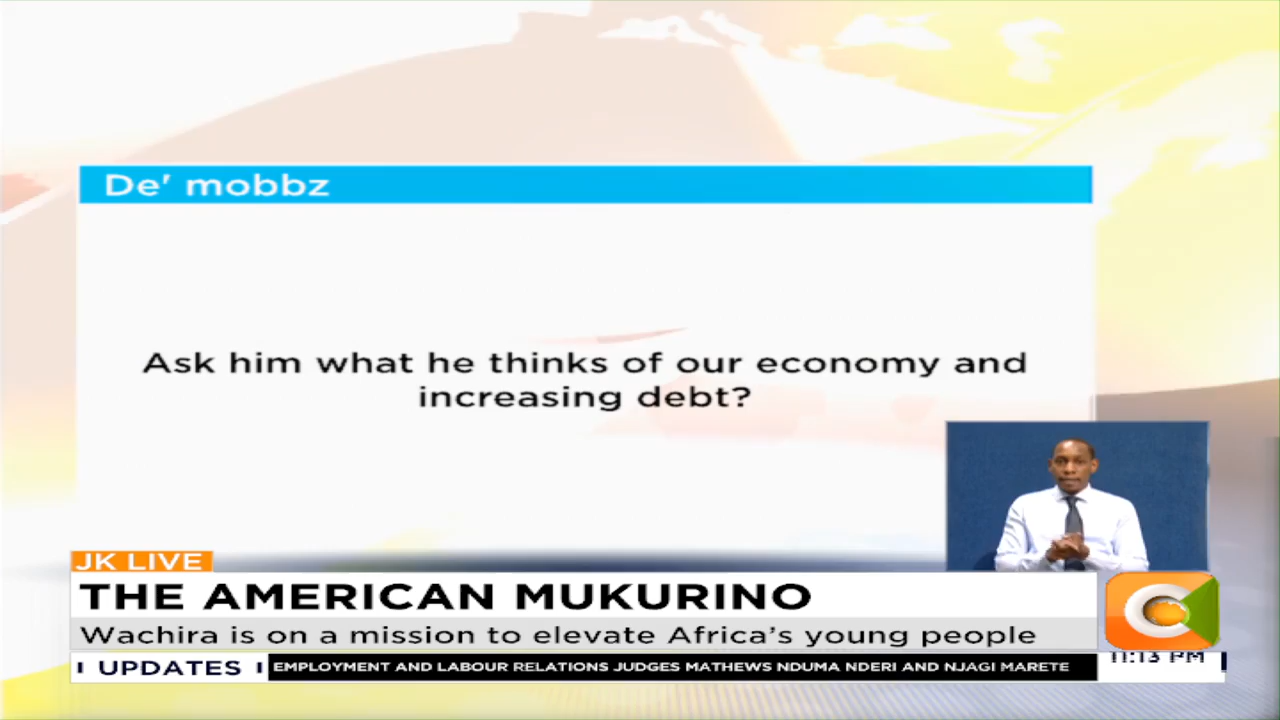 De' mobbz
Ask him what he thinks of our economy and
increasing debt?
JK LIVE
THE AMERICAN MUKURINO
Wachira is on a mission to elevate Africa's young people
UPDATES
EMPLOYMENT AND LABOUR RELATIONS JUDGES MATHEWS NDUMA NDERI AND NJAGI MARETE
11:13 PM